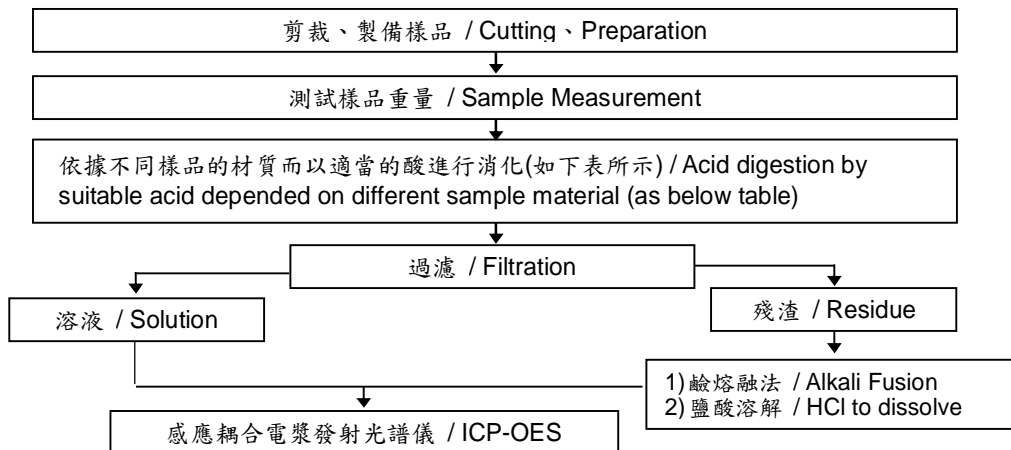 剪裁、製備樣品 / Cutting、Preparation
測試樣品重量 / Sample Measurement
依據不同樣品的材質而以適當的酸進行消化(如下表所示) / Acid digestion by
suitable acid depended on different sample material (as below table)
過濾 / Filtration
溶液 / Solution
殘渣 / Residue
1) 鹼熔融法 / Alkali Fusion
2) 鹽酸溶解 / HCl to dissolve
感應耦合電漿發射光譜儀 / ICP-OES